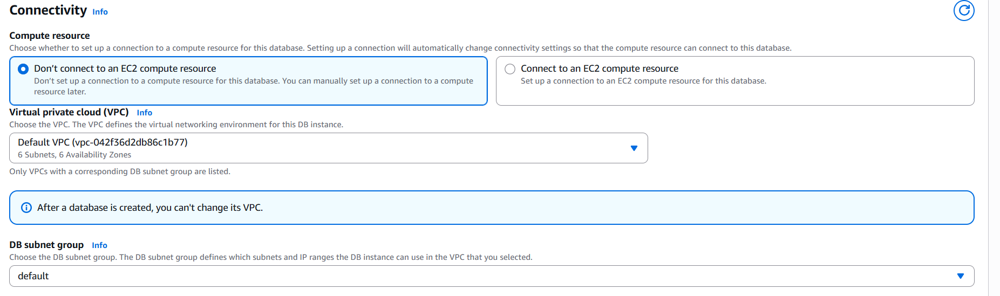 Connectivity Info
Compute resource
Choose whether to set up a connection to a compute resource for this database. Setting up a connection will automatically change connectivity settings so that the compute resource can connect to this database.
Don’t connect to an EC2 compute resource
Don’t set up a connection to a compute resource for this database. You can manually set up a connection to a compute
resource later.
Connect to an EC2 compute resource
Set up a connection to an EC2 compute resource for this database.
Virtual private cloud (VPC) Info
Choose the VPC. The VPC defines the virtual networking environment for this DB instance.
Default VPC (vpc-042f36d2db86c1b77)
6 Subnets, 6 Availability Zones
Only VPCs with a corresponding DB subnet group are listed.
After a database is created, you can't change its VPC.
DB subnet group Info
Choose the DB subnet group. The DB subnet group defines which subnets and IP ranges the DB instance can use in the VPC that you selected.
default